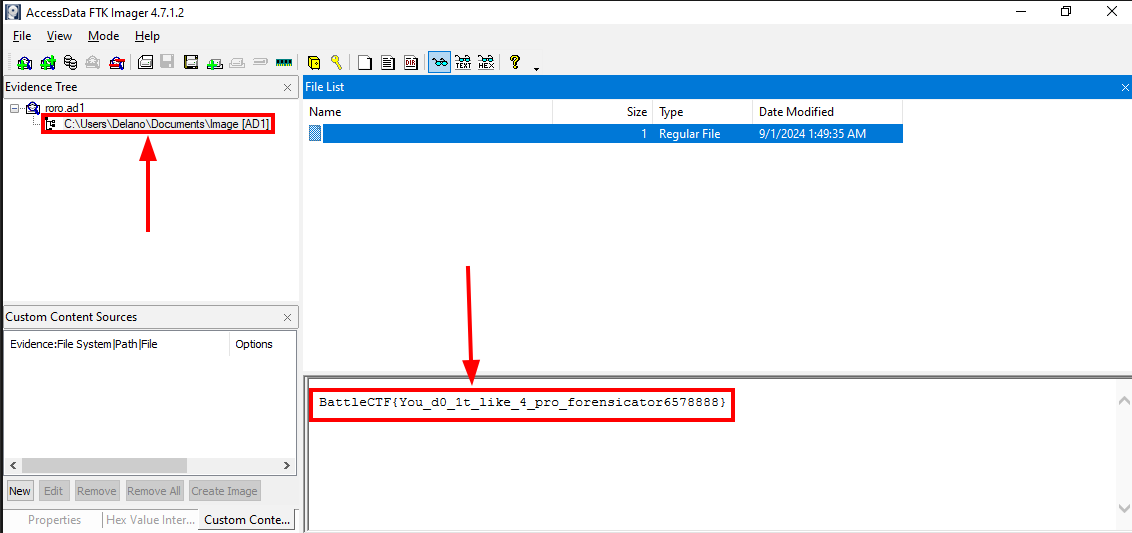 AccessData FTK Imager 4.7.1.2
File View Mode Help
Evidence Tree
roro.ad1
C:\Users\Delano\Documents\Image [AD1]
File List
Name Size Type Date Modified
1 Regular File 9/1/2024 1:49:35 AM
Custom Content Sources
Evidence:File System|Path|File Options
New Edit Remove Remove All Create Image
Properties Hex Value Inter... Custom Conte...
TEXT HEX
BattleCTF{You_d0_1t_like_4_pro_forensicator6578888}